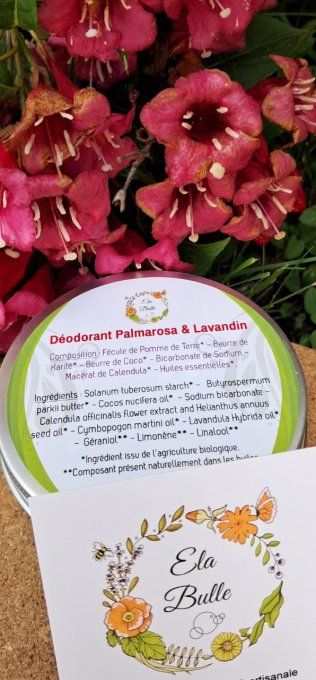 Ela
Bulle
Déodorant Palmarosa & Lavandin
Composition : Fécule de Pomme de Terre* - Beurre de
Karité* - Beurre de Coco* - Bicarbonate de Sodium -
Macérat de Calendula* - Huiles essentielles*.
Ingrédients : Solanum tuberosum starch* - Butyrospermum
parkii butter* - Cocos nucifera oil* - Sodium bicarbonate -
Calendula officinalis flower extract and Helianthus annuus
seed oil* - Cymbopogon martini oil* - Lavandula Hybrida oil*
- Géraniol** - Limonène** - Linalool**
*Ingrédient issu de l'agriculture biologique.
**Composant présent naturellement dans les huiles
Ela
Bulle
artisanale